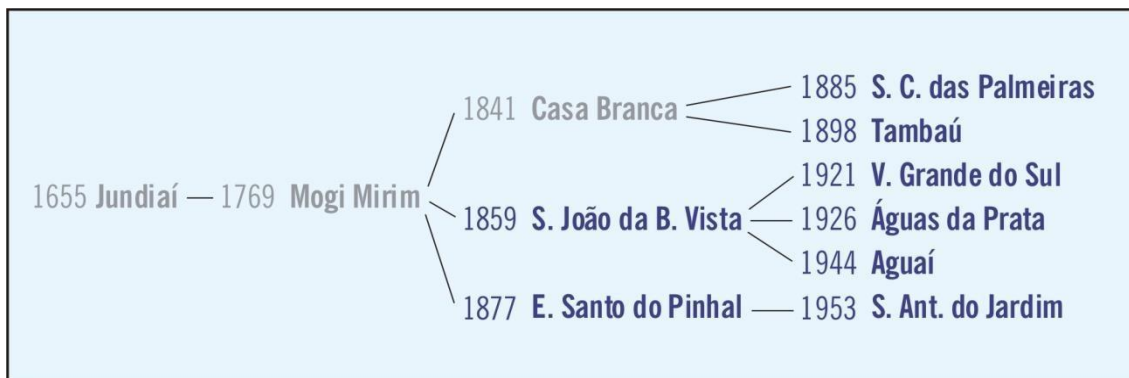 1885 S. C. das Palmeiras
1841 Casa Branca
1898 Tambaú
1921 V. Grande do Sul
1655 Jundiaí — 1769 Mogi Mirim
1859 S. João da B. Vista
1926 Águas da Prata
1944 Aguaí
1877 E. Santo do Pinhal — 1953 S. Ant. do Jardim